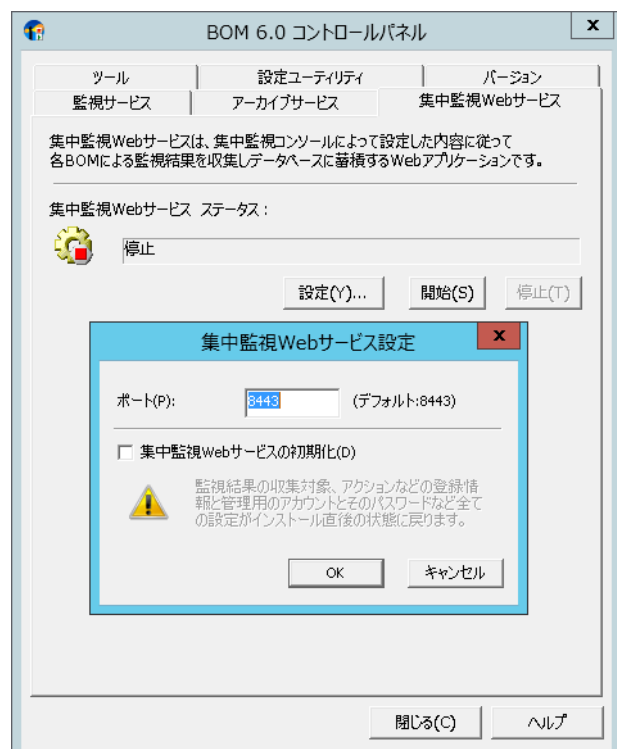 BOM 6.0 コントロールパネル
x
ツール
設定ユーティリティ
バージョン
監視サービス
アーカイブサービス
集中監視Webサービス
集中監視Webサービスは、集中監視コンソールによって設定した内容に従って
各BOMによる監視結果を収集しデータベースに蓄積するWebアプリケーションです。
集中監視Webサービス ステータス :
停止
設定(Y)...
開始(S)
停止(T)
集中監視Webサービス設定
x
ポート(P):
8443
(デフォルト:8443)
集中監視Webサービスの初期化(D)
監視結果の収集対象、アクションなどの登録情
報と管理用のアカウントとそのパスワードなど全て
の設定がインストール直後の状態に戻ります。
OK
キャンセル
閉じる(C)
ヘルプ